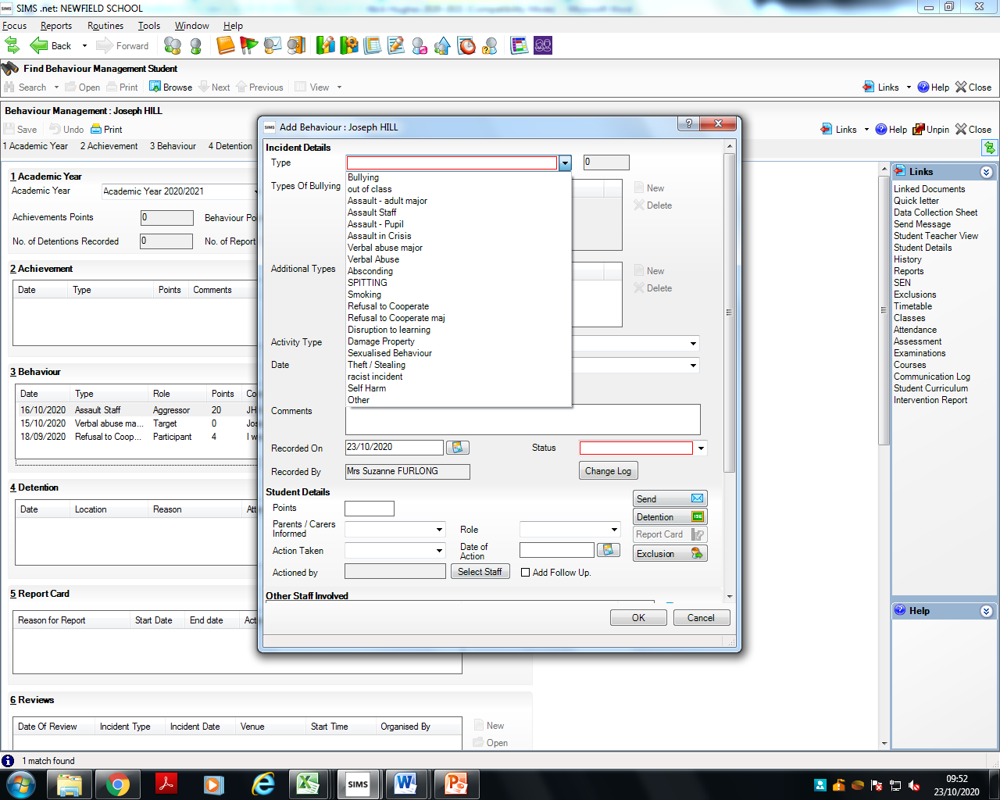 SIMS .net: NEWFIELD SCHOOL
Focus Reports Routines Tools Window Help
Back Forward
Find Behaviour Management Student
Search Open Print Browse Next Previous View Links Help Close
Behaviour Management : Joseph HILL
Save Undo Print Links Help Unpin Close
1 Academic Year 2 Achievement 3 Behaviour 4 Detention
1 Academic Year
Academic Year Academic Year 2020/2021
Achievements Points 0 Behaviour Poi
No. of Detentions Recorded 0 No. of Report
2 Achievement
Date Type Points Comments
3 Behaviour
Date Type Role Points Co
16/10/2020 Assault Staff Aggressor 20 JH
15/10/2020 Verbal abuse ma... Target 0 Jos
18/09/2020 Refusal to Coop... Participant 4 I w
4 Detention
Date Location Reason Att
5 Report Card
Reason for Report Start Date End date Act
6 Reviews
Date Of Review Incident Type Incident Date Venue Start Time Organised By
New
Open
SIMS Add Behaviour : Joseph HILL
Incident Details
Type 0
Types Of Bullying
New
Delete
Bullying
out of class
Assault - adult major
Assault Staff
Assault - Pupil
Assault in Crisis
Verbal abuse major
Verbal Abuse
Absconding
SPITTING
Smoking
Refusal to Cooperate
Refusal to Cooperate maj
Disruption to learning
Damage Property
Sexualised Behaviour
Theft / Stealing
racist incident
Self Harm
Other
Additional Types
New
Delete
Activity Type
Date
Comments
Recorded On 23/10/2020 Status
Recorded By Mrs Suzanne FURLONG Change Log
Student Details
Points
Parents / Carers
Informed
Role
Action Taken
Date of
Action
Actioned by Select Staff Add Follow Up.
Send
Detention
Report Card
Exclusion
Other Staff Involved
OK Cancel
Links
Linked Documents
Quick letter
Data Collection Sheet
Send Message
Student Teacher View
Student Details
History
Reports
SEN
Exclusions
Timetable
Classes
Attendance
Assessment
Examinations
Courses
Communication Log
Student Curriculum
Intervention Report
Help
1 match found
SIMS
09:52
23/10/2020